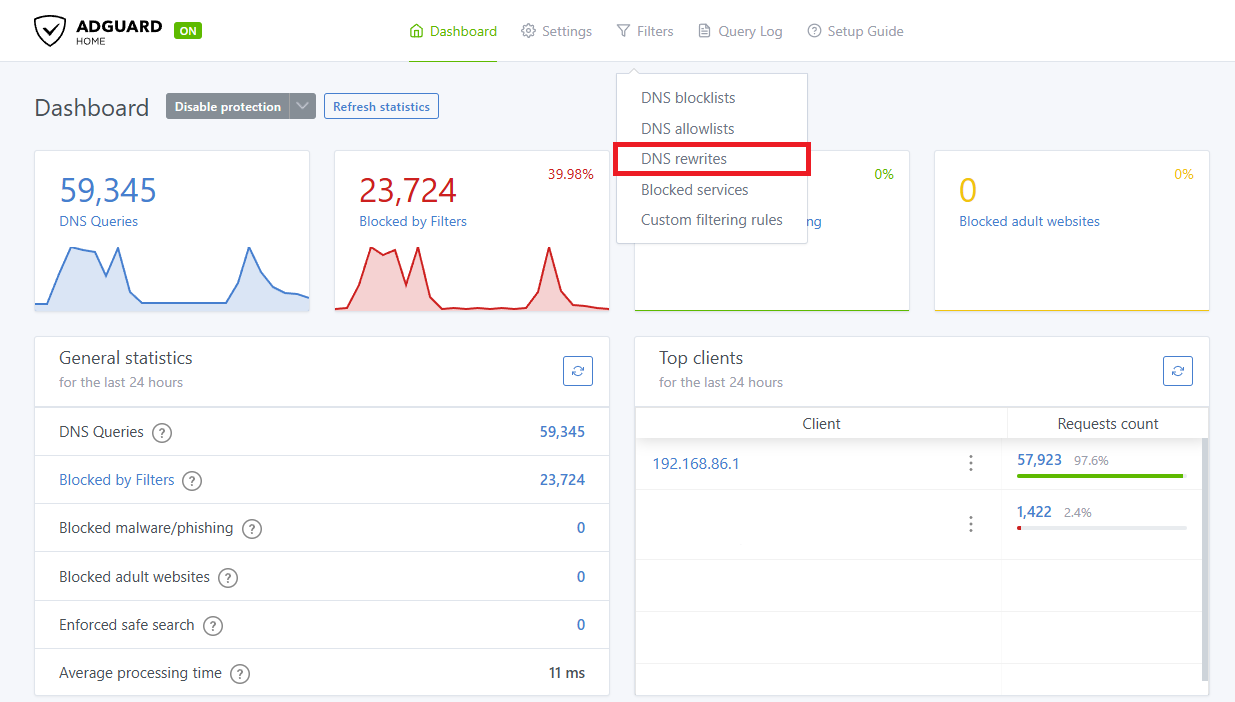 ADGUARD
HOME
ON
Dashboard
Settings
Filters
Query Log
Setup Guide
Dashboard
Disable protection
Refresh statistics
DNS blocklists
DNS allowlists
DNS rewrites
Blocked services
Custom filtering rules
59,345
DNS Queries
39.98%
23,724
Blocked by Filters
0%
ng
0%
0
Blocked adult websites
General statistics
for the last 24 hours
DNS Queries ?
59,345
Blocked by Filters ?
23,724
Blocked malware/phishing ?
0
Blocked adult websites ?
0
Enforced safe search ?
0
Average processing time ?
11 ms
Top clients
for the last 24 hours
Client
Requests count
192.168.86.1
57,923 97.6%
1,422 2.4%